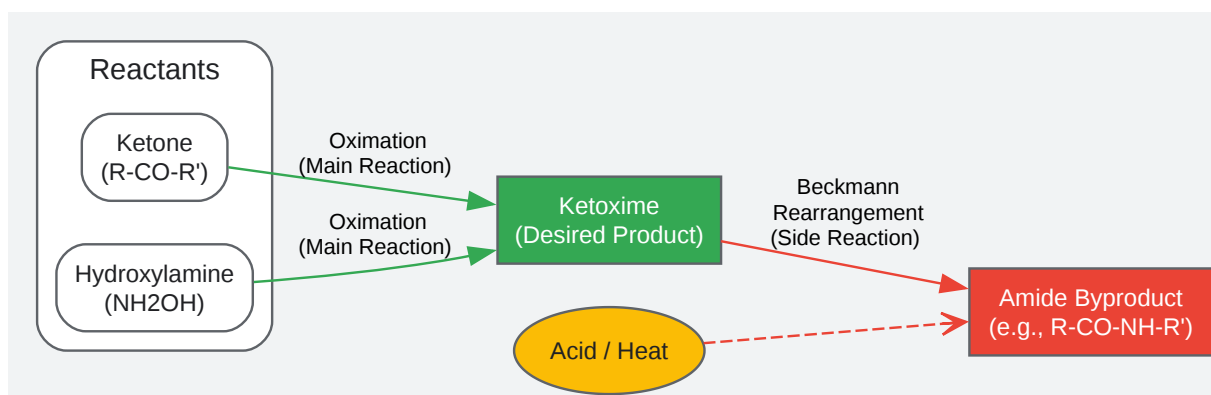 Reactants
Ketone
(R-CO-R')
Oximation
(Main Reaction)
Oximation
(Main Reaction)
Hydroxylamine
(NH2OH)
Ketoxime
(Desired Product)
Beckmann
Rearrangement
(Side Reaction)
Acid / Heat
Amide Byproduct
(e.g., R-CO-NH-R')